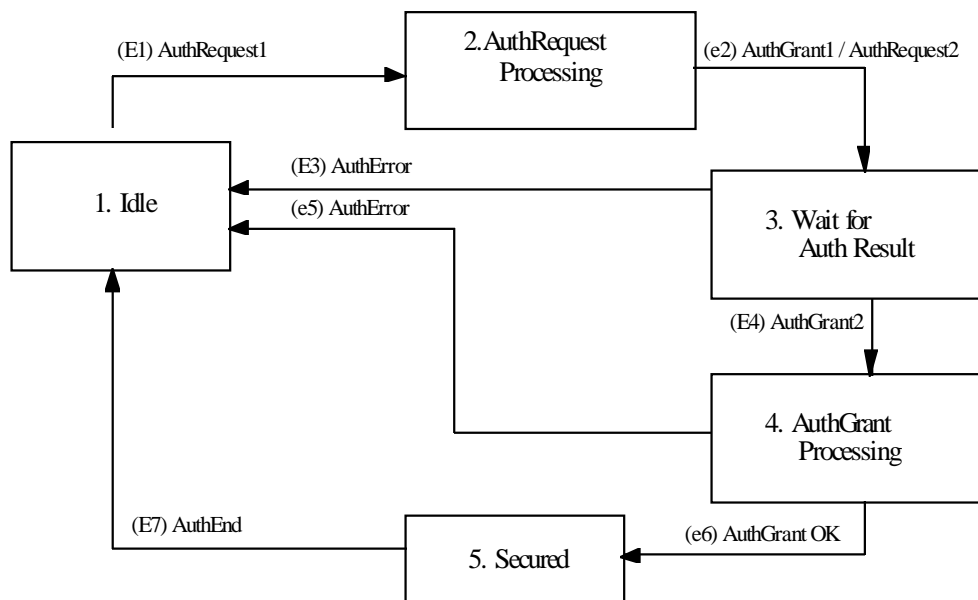 (E1) AuthRequest1
2.AuthRequest
Processing
(e2) AuthGrant1 / AuthRequest2
1. Idle
(E3) AuthError
(e5) AuthError
3. Wait for
Auth Result
(E4) AuthGrant2
4. AuthGrant
Processing
(E7) AuthEnd
5. Secured
(e6) AuthGrant OK